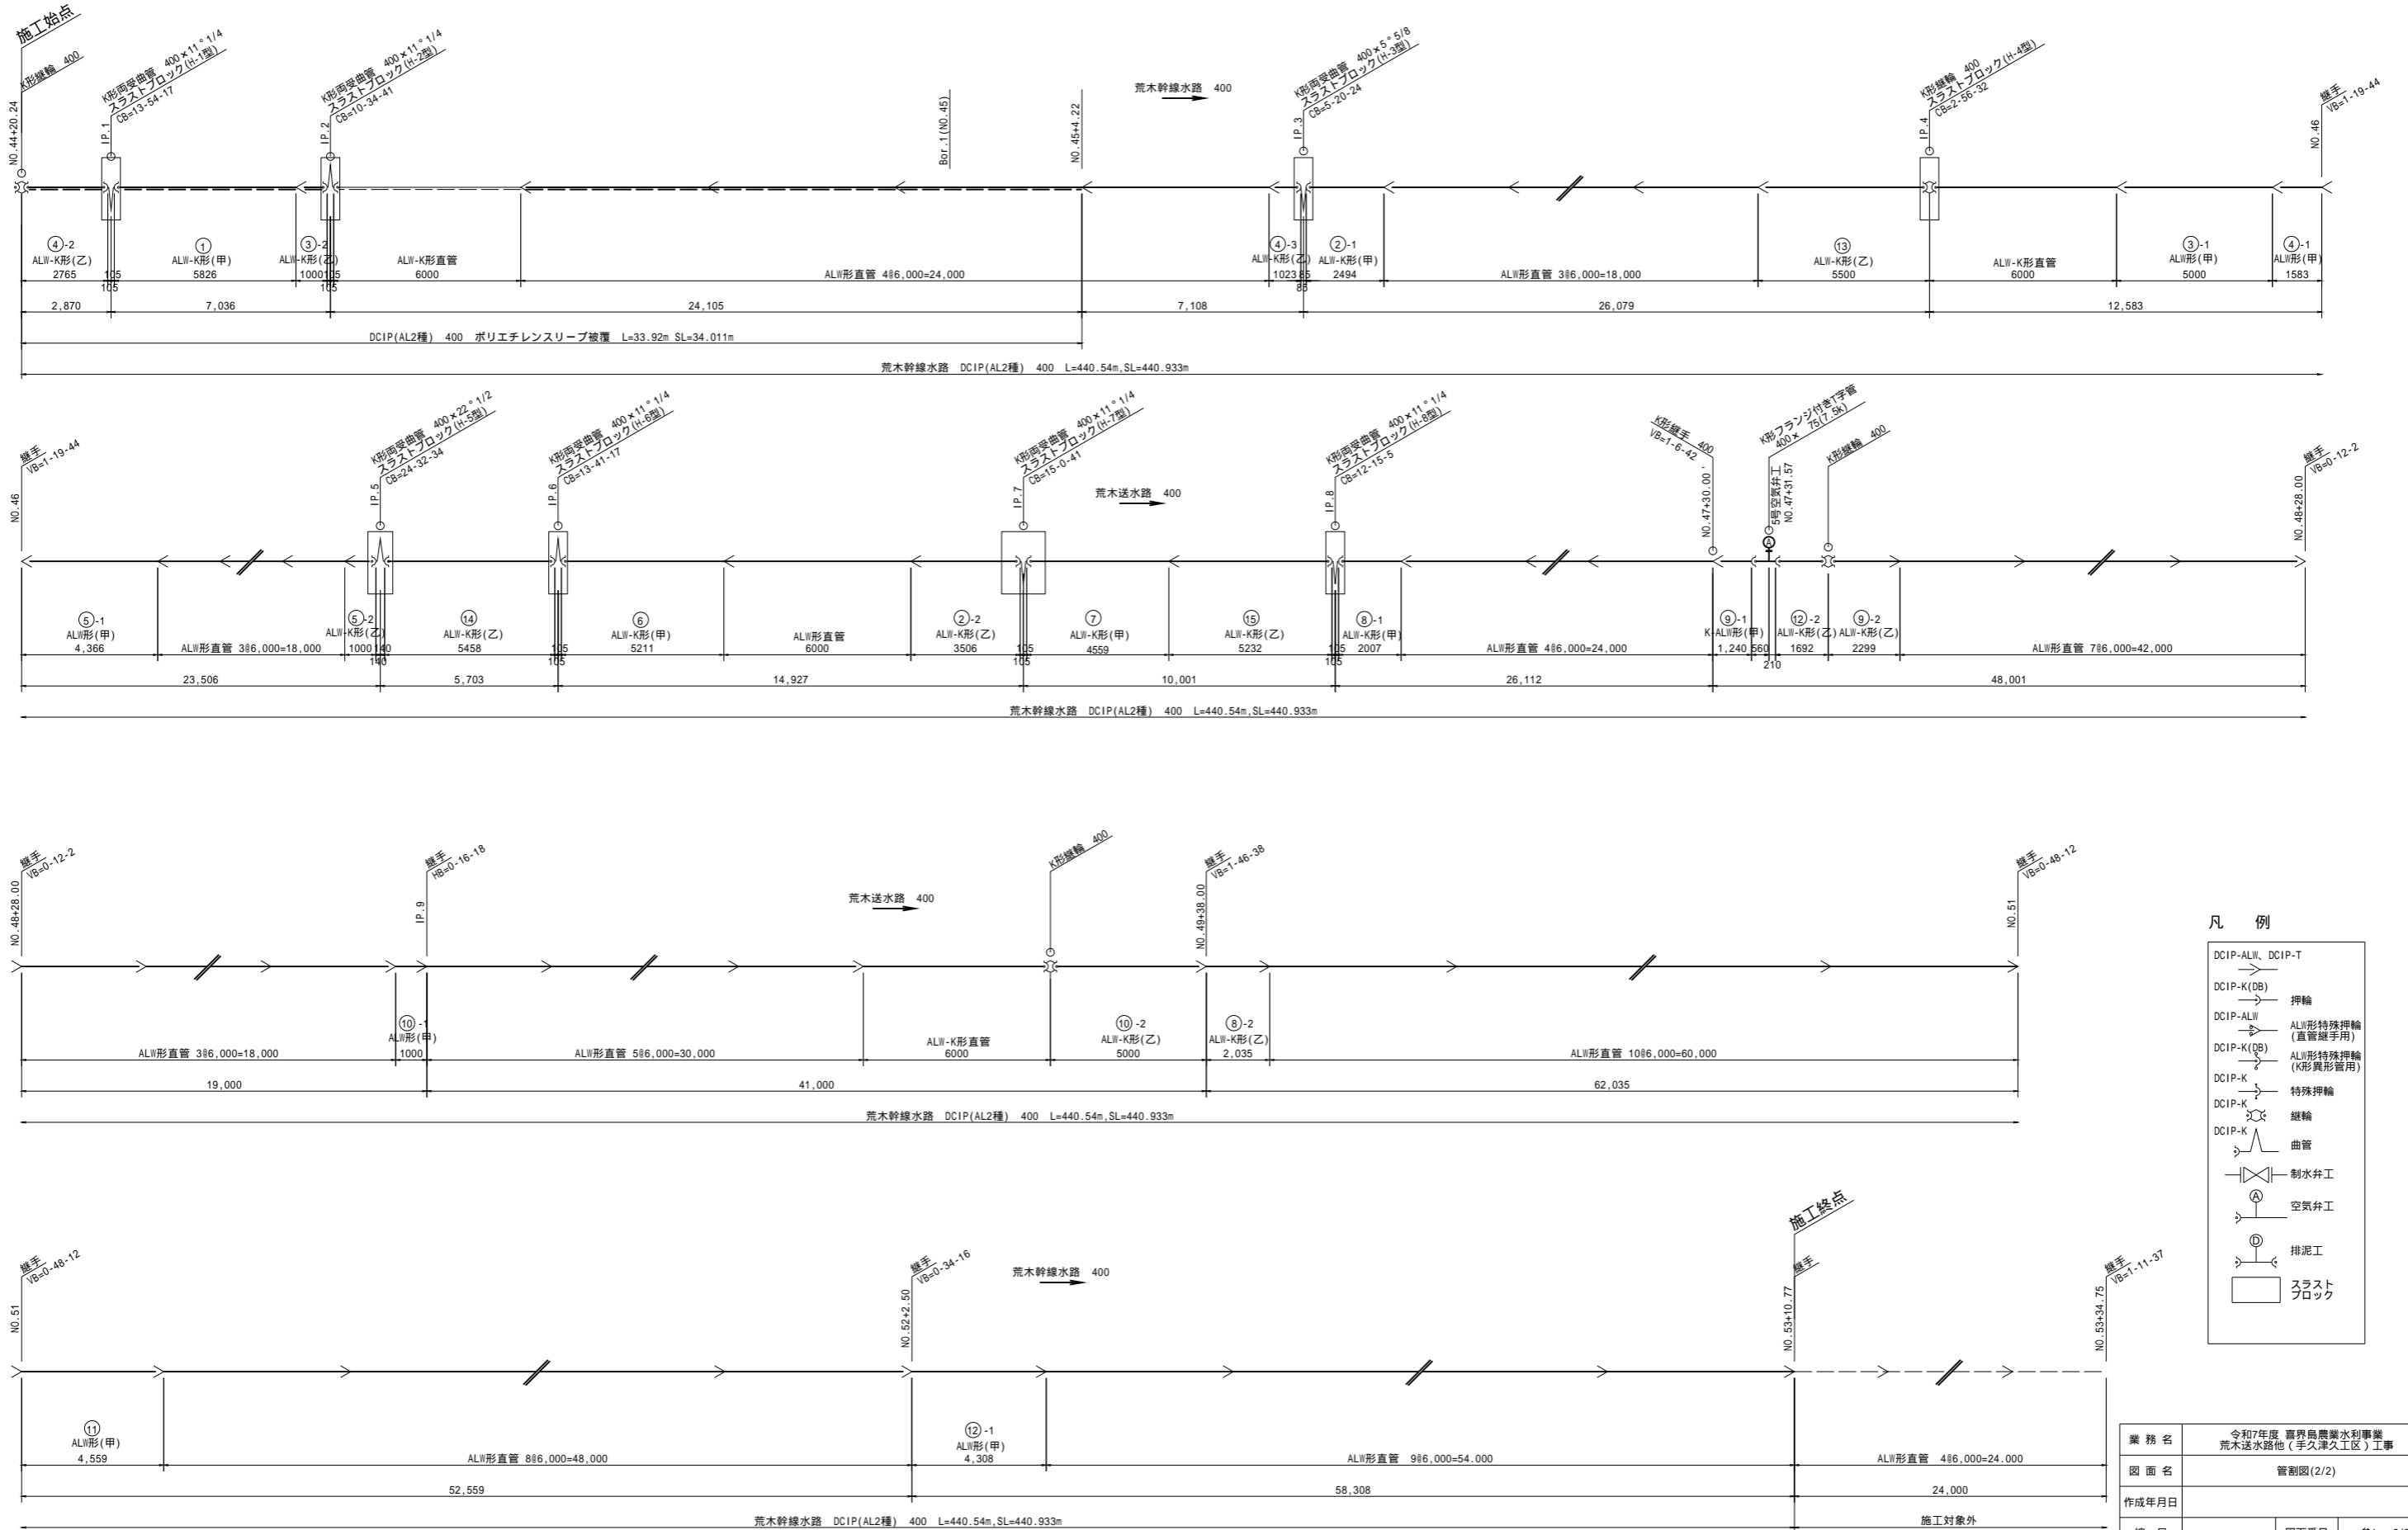 施工始点
K形継輪 400
NO.44+20.24
K形両受曲管 400×11°1/4
スラストブロック(H-1型)
CB=13-54-17
IP.1
K形両受曲管 400×11°1/4
スラストブロック(H-2型)
CB=10-34-41
IP.2
Bor.1(NO.45)
NO.45+4.22
荒木幹線水路 400
K形両受曲管 400×5°5/8
スラストブロック(H-3型)
CB=5-20-24
IP.3
K形継輪 400
スラストブロック(H-4型)
CB=2-56-32
IP.4
継手
VB=1-19-44
NO.46
④-2
ALW-K形(乙)
2765
105
105
①
ALW-K形(甲)
5826
③-2
ALW-K形(乙)
1000
105
105
ALW-K形直管
6000
ALW形直管 4@6,000=24,000
④-3
ALW-K形(乙)
1023
85
85
②-1
ALW-K形(甲)
2494
ALW形直管 3@6,000=18,000
⑬
ALW-K形(乙)
5500
ALW-K形直管
6000
③-1
ALW形(甲)
5000
④-1
ALW形(甲)
1583
2,870
7,036
24,105
7,108
26,079
12,583
DCIP(AL2種) 400 ポリエチレンスリーブ被覆 L=33.92m SL=34.011m
荒木幹線水路 DCIP(AL2種) 400 L=440.54m,SL=440.933m
継手
VB=1-19-44
NO.46
K形両受曲管 400×22°1/2
スラストブロック(H-5型)
CB=24-32-34
IP.5
K形両受曲管 400×11°1/4
スラストブロック(H-6型)
CB=13-41-17
IP.6
K形両受曲管 400×11°1/4
スラストブロック(H-7型)
CB=15-0-41
IP.7
荒木送水路 400
K形両受曲管 400×11°1/4
スラストブロック(H-8型)
CB=12-15-5
IP.8
K形継手 400
VB=1-6-42
NO.47+30.00'
K形フランジ付きT字管
400× 75(7.5k)
5号空気弁工
NO.47+31.57
A
K形継輪 400
継手
VB=0-12-2
NO.48+28.00
⑤-1
ALW形(甲)
4,366
ALW形直管 3@6,000=18,000
⑤-2
ALW-K形(乙)
1000
140
140
⑭
ALW-K形(乙)
5458
105
105
⑥
ALW-K形(甲)
5211
ALW形直管
6000
②-2
ALW-K形(乙)
3506
105
105
⑦
ALW-K形(甲)
4559
⑮
ALW-K形(乙)
5232
105
105
⑧-1
ALW-K形(甲)
2007
ALW形直管 4@6,000=24,000
⑨-1
K-ALW形(甲)
1,240
560
210
⑫-2
ALW-K形(乙)
1692
⑨-2
ALW-K形(乙)
2299
ALW形直管 7@6,000=42,000
23,506
5,703
14,927
10,001
26,112
48,001
荒木幹線水路 DCIP(AL2種) 400 L=440.54m,SL=440.933m
継手
VB=0-12-2
NO.48+28.00
継手
HB=0-16-18
IP.9
荒木送水路 400
K形継輪 400
継手
VB=1-46-38
NO.49+38.00
継手
VB=0-48-12
NO.51
ALW形直管 3@6,000=18,000
⑩-1
ALW形(甲)
1000
ALW形直管 5@6,000=30,000
ALW-K形直管
6000
⑩-2
ALW-K形(乙)
5000
⑧-2
ALW-K形(乙)
2,035
ALW形直管 10@6,000=60,000
19,000
41,000
62,035
荒木幹線水路 DCIP(AL2種) 400 L=440.54m,SL=440.933m
凡 例
DCIP-ALW、DCIP-T
DCIP-K(DB)
押輪
DCIP-ALW
ALW形特殊押輪
(直管継手用)
DCIP-K(DB)
ALW形特殊押輪
(K形異形管用)
DCIP-K
特殊押輪
DCIP-K
継輪
DCIP-K
曲管
制水弁工
A
空気弁工
D
排泥工
スラスト
ブロック
継手
VB=0-48-12
NO.51
継手
VB=0-34-16
NO.52+2.50
荒木幹線水路 400
施工終点
継手
NO.53+10.77
継手
VB=1-11-37
NO.53+34.75
⑪
ALW形(甲)
4,559
ALW形直管 8@6,000=48,000
⑫-1
ALW形(甲)
4,308
ALW形直管 9@6,000=54.000
ALW形直管 4@6,000=24.000
52,559
58,308
24,000
荒木幹線水路 DCIP(AL2種) 400 L=440.54m,SL=440.933m
施工対象外
業務名
令和7年度 喜界島農業水利事業
荒木送水路他(手久津久工区)工事
図面名
管割図(2/2)
作成年月日